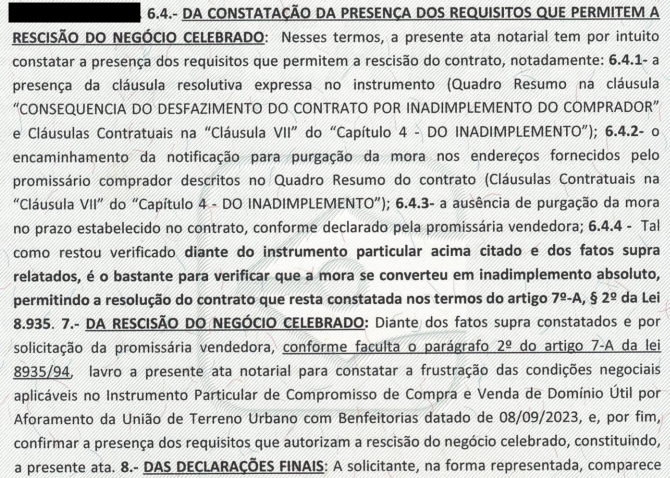 6.4.- DA CONSTATAÇÃO DA PRESENÇA DOS REQUISITOS QUE PERMITEM A
RESCISÃO DO NEGÓCIO CELEBRADO: Nesses termos, a presente ata notarial tem por intuito
constatar a presença dos requisitos que permitem a rescisão do contrato, notadamente: 6.4.1- a
presença da cláusula resolutiva expressa no instrumento (Quadro Resumo na cláusula
"CONSEQUENCIA DO DESFAZIMENTO DO CONTRATO POR INADIMPLEMENTO DO COMPRADOR"
e Cláusulas Contratuais na "Cláusula VII" do "Capítulo 4 - DO INADIMPLEMENTO"); 6.4.2- o
encaminhamento da notificação para purgação da mora nos endereços fornecidos pelo
promissário comprador descritos no Quadro Resumo do contrato (Cláusulas Contratuais na
"Cláusula VII" do "Capítulo 4 - DO INADIMPLEMENTO"); 6.4.3- a ausência de purgação da mora
no prazo estabelecido no contrato, conforme declarado pela promissária vendedora; 6.4.4 - Tal
como restou verificado diante do instrumento particular acima citado e dos fatos supra
relatados, é o bastante para verificar que a mora se converteu em inadimplemento absoluto,
permitindo a resolução do contrato que resta constatada nos termos do artigo 7º-A, § 2º da Lei
8.935. 7.- DA RESCISÃO DO NEGÓCIO CELEBRADO: Diante dos fatos supra constatados e por
solicitação da promissária vendedora, conforme faculta o parágrafo 2º do artigo 7-A da lei
8935/94, lavro a presente ata notarial para constatar a frustração das condições negociais
aplicáveis no Instrumento Particular de Compromisso de Compra e Venda de Domínio Útil por
Aforamento da União de Terreno Urbano com Benfeitorias datado de 08/09/2023, e, por fim,
confirmar a presença dos requisitos que autorizam a rescisão do negócio celebrado, constituindo,
a presente ata. 8.- DAS DECLARAÇÕES FINAIS: A solicitante, na forma representada, comparece